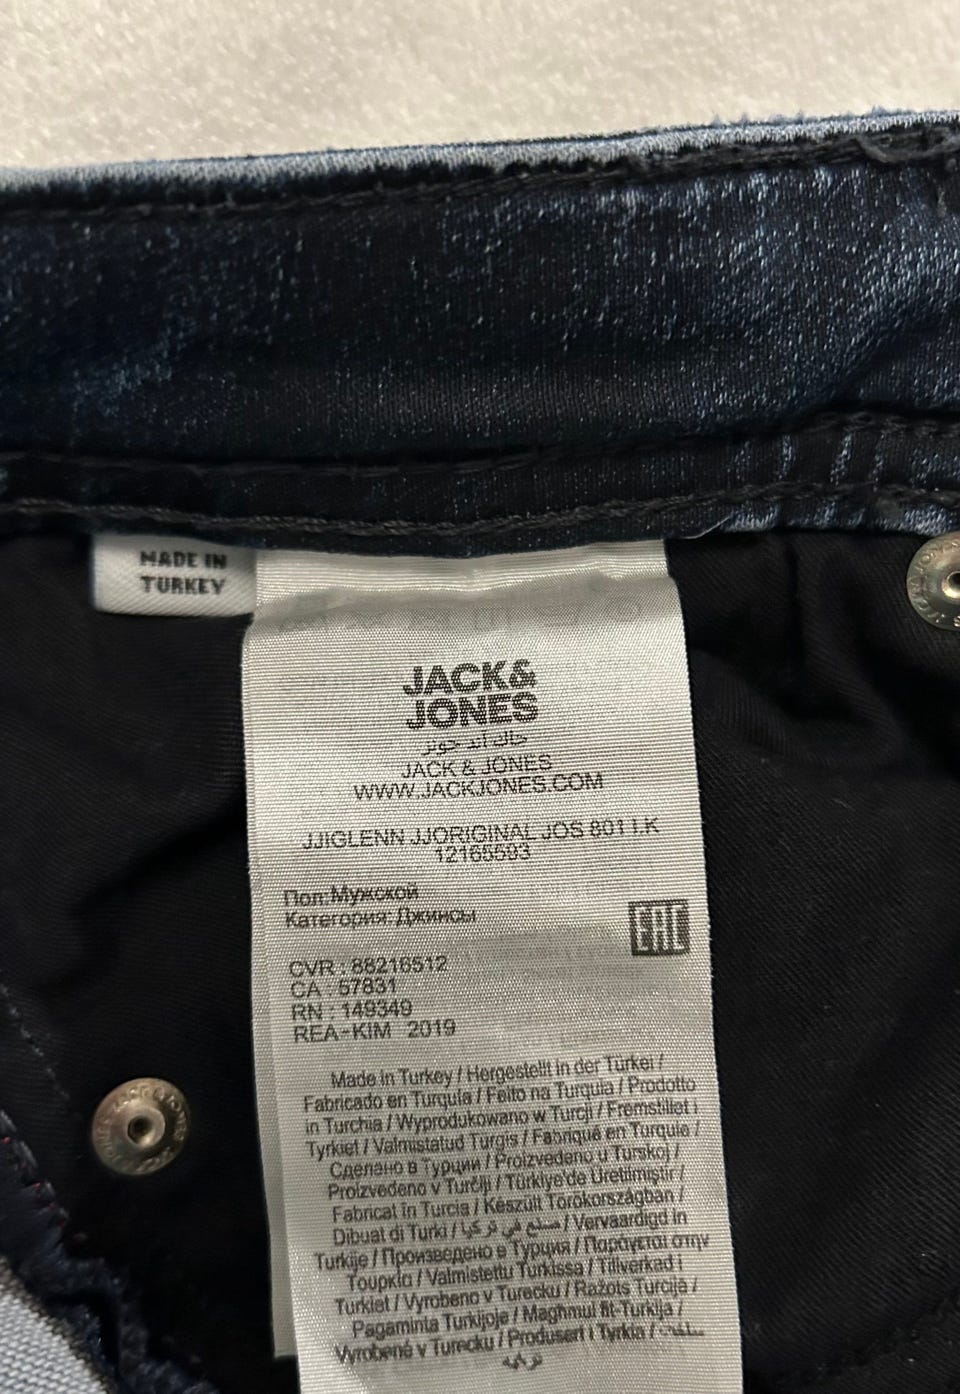 MADE IN
TURKEY
JACK&
JONES
جاك آند جونز
JACK & JONES
WWW.JACKJONES.COM
JJIGLENN JJORIGINAL JOS 801 I.K
12165593
Пол:Мужской
Категория: Джинсы
EAC
CVR : 88216512
CA : 57831
RN : 149349
REA-KIM 2019
Made in Turkey / Hergestellt in der Türkei /
Fabricado en Turquía / Feito na Turquia / Prodotto
in Turchia / Wyprodukowano w Turcji / Fremstillet i
Tyrkiet / Valmistatud Türgis / Fabriqué en Turquie /
Сделано в Турции / Proizvedeno u Turskoj /
Proizvedeno v Turčiji / Türkiye'de Üretilmiştir /
Fabricat în Turcia / Készült Törökországban /
Dibuat di Turki / صنع في تركيا / Vervaardigd in
Turkije / Произведено в Турция / Παράγεται στην
Τουρκία / Valmistettu Turkissa / Tillverkad i
Turkiet / Vyrobeno v Turecku / Ražots Turcijā /
Pagaminta Turkijoje / Maghmul fit-Turkija /
Vyrobené v Turecku / Produsert i Tyrkia / ساخت
ترکیه